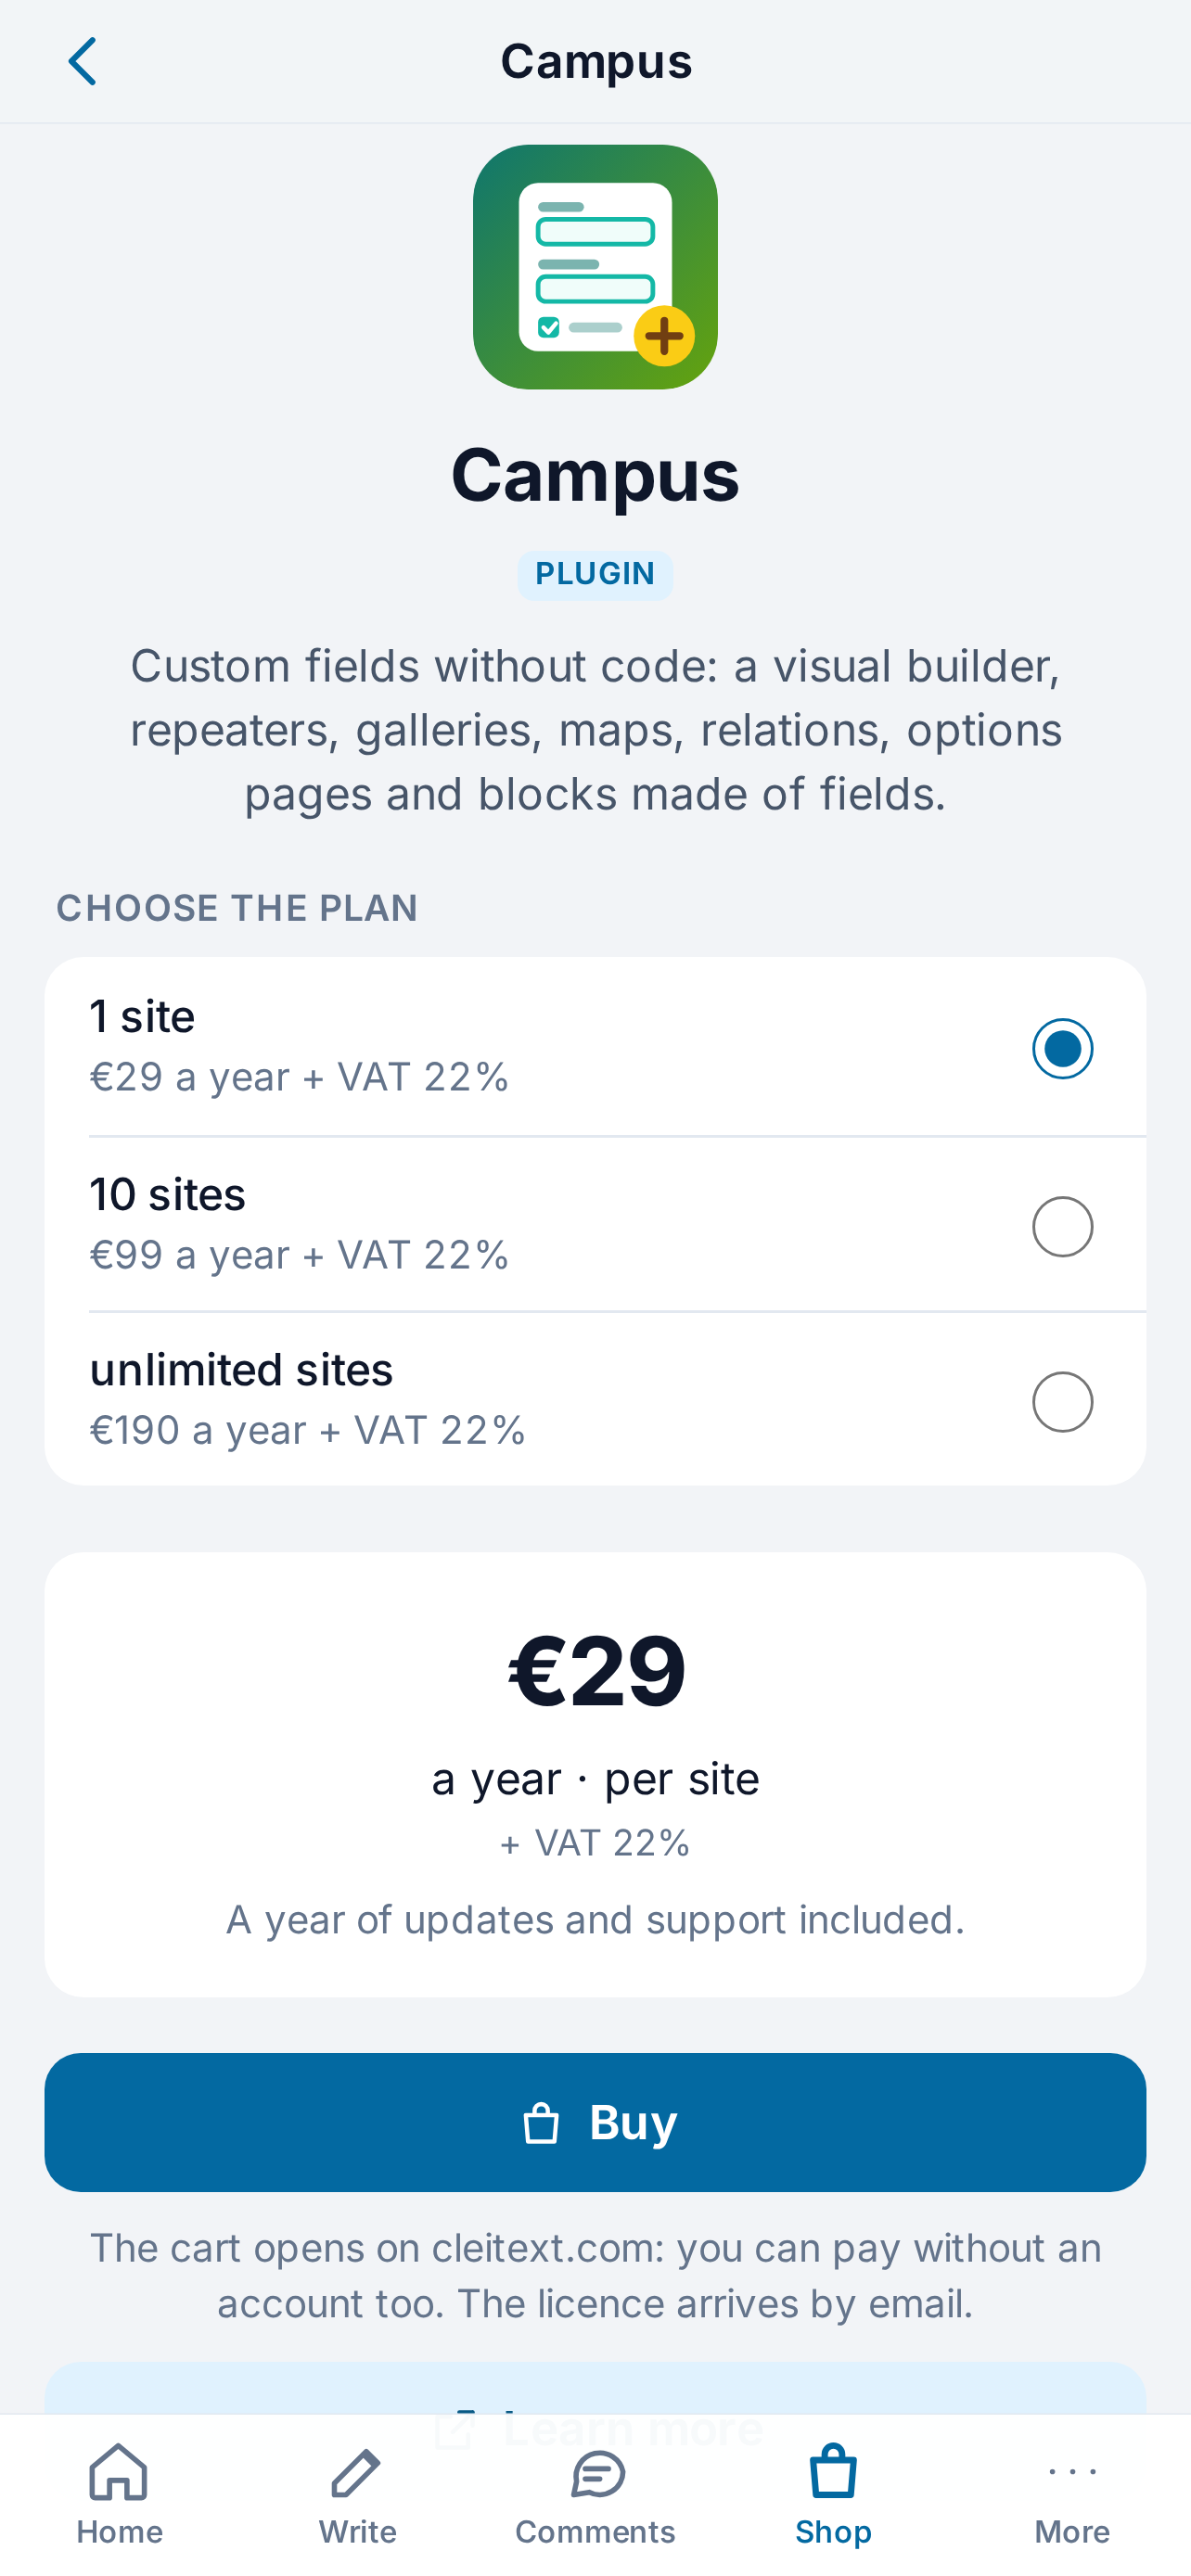 Campus
Campus
PLUGIN
Custom fields without code: a visual builder,
repeaters, galleries, maps, relations, options
pages and blocks made of fields.
CHOOSE THE PLAN
1 site
€29 a year + VAT 22%
10 sites
€99 a year + VAT 22%
unlimited sites
€190 a year + VAT 22%
€29
a year · per site
+ VAT 22%
A year of updates and support included.
Buy
The cart opens on cleitext.com: you can pay without an
account too. The licence arrives by email.
Learn more
Home
Write
Comments
Shop
More